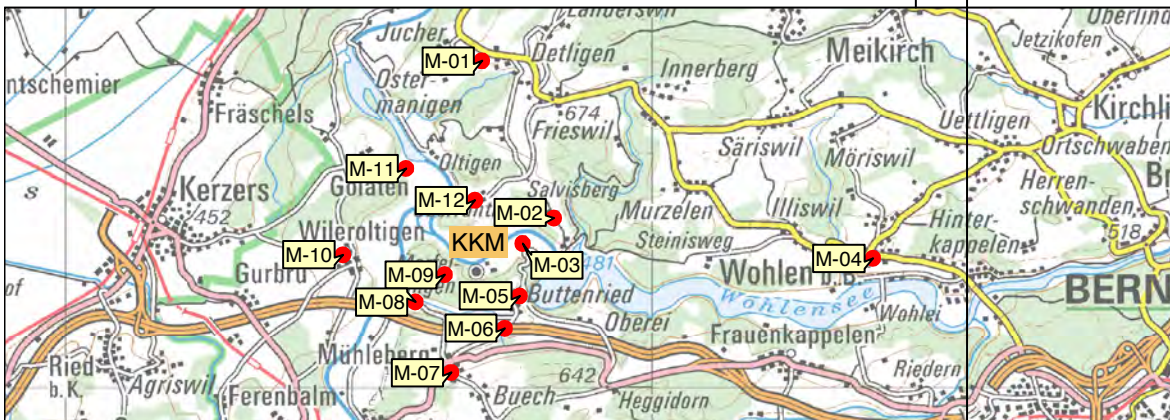 Landerswil
Jucher
M-01
Detligen
Meikirch
Oberlind
Jetzikofen
ntschemier
Oster-
manigen
Innerberg
Fräschels
674
Frieswil
Kirchli
Uettligen
Ortschwaben
Säriswil
Möriswil
Oltigen
M-11
Golaten
Kerzers
452
M-12
Salvisberg
M-02
Murzelen
Illiswil
Herren-
schwanden
Br
s
Wileroltigen
KKM
Steinisweg
Hinter-
kappelen
518
M-10
M-03
481
M-04
Gurbrü
M-09
Wohlen b.B.
BERN
of
M-08
M-05
Buttenried
Wohlensee
Wohlei
M-06
Oberei
Frauenkappelen
Mühleberg
Ried
b. K.
Agriswil
M-07
642
Riedern
Ferenbalm
Buech
Heggidorn